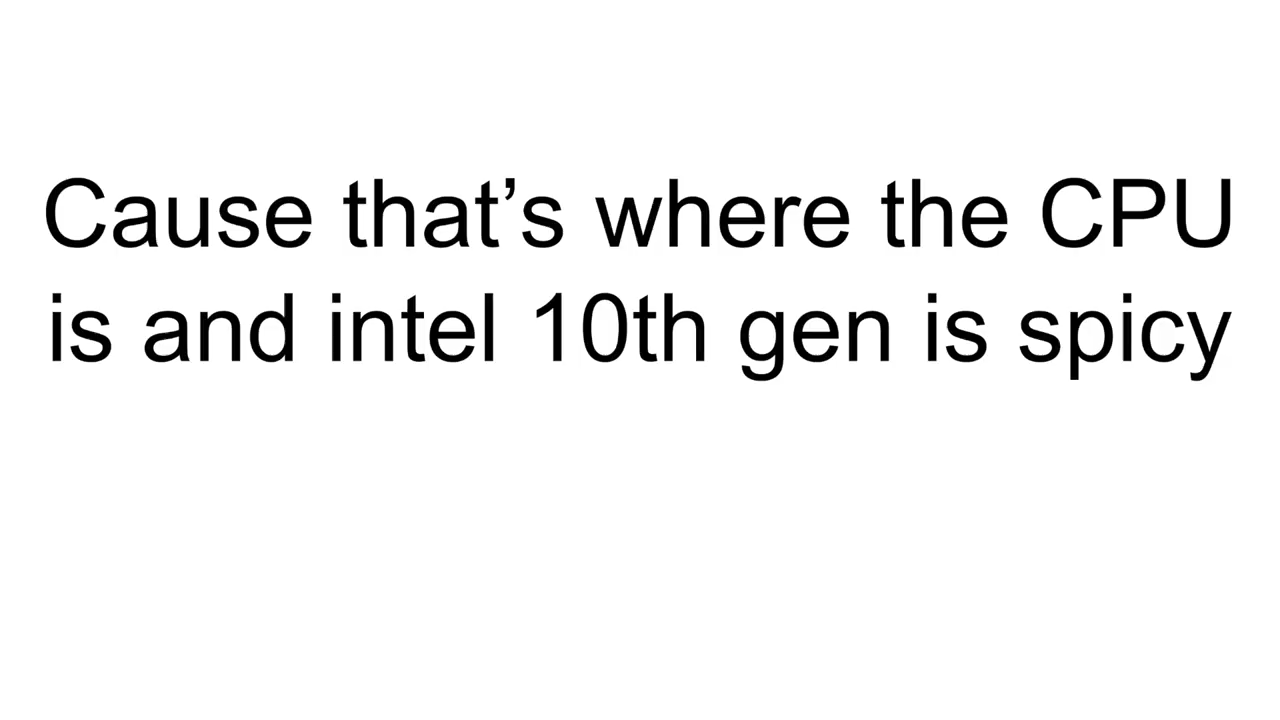 Cause that’s where the CPU
is and intel 10th gen is spicy